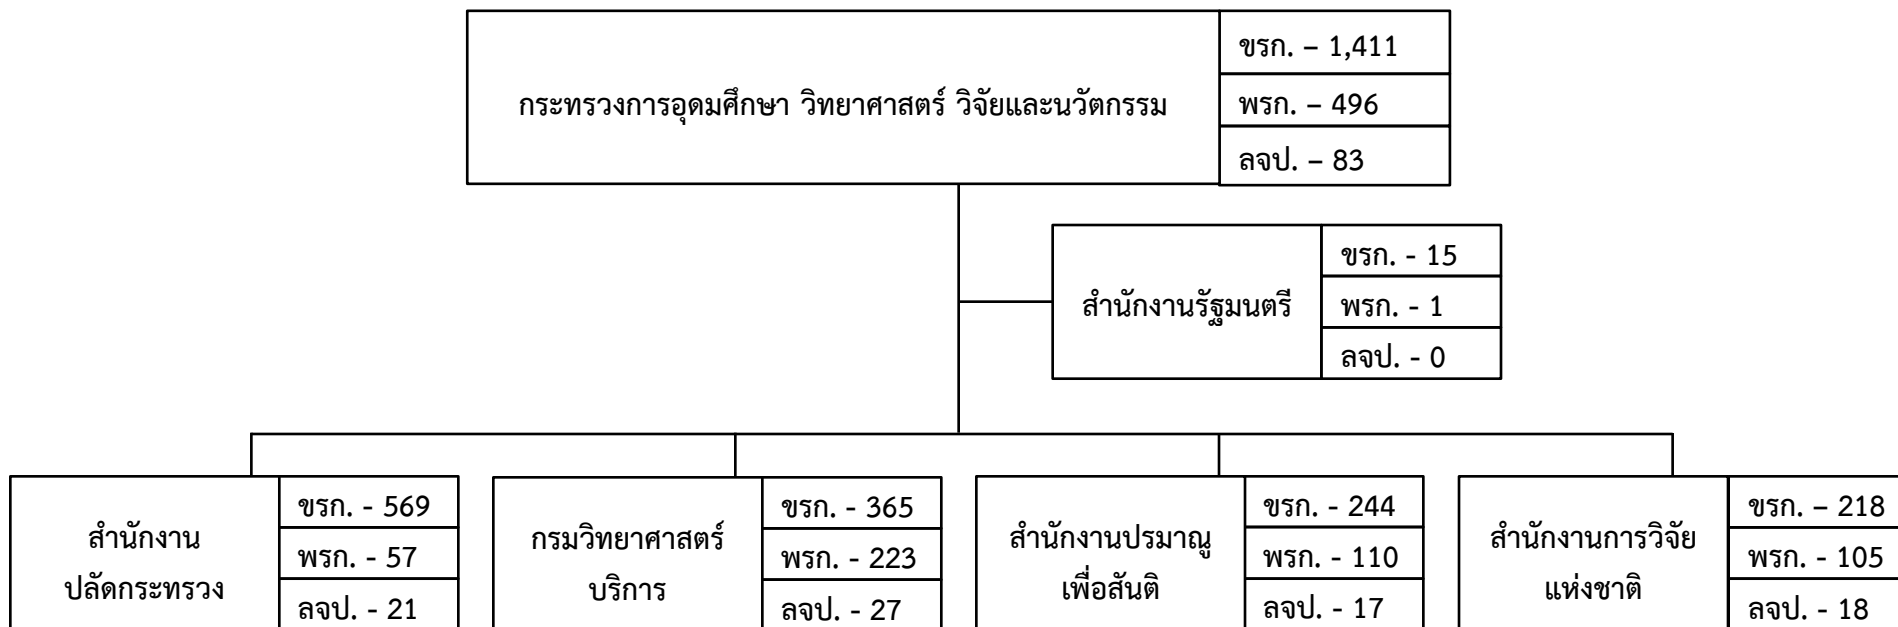 กระทรวงการอุดมศึกษา วิทยาศาสตร์ วิจัยและนวัตกรรม
ขรก. – 1,411
พรก. – 496
ลจป. – 83
สำนักงานรัฐมนตรี
ขรก. - 15
พรก. - 1
ลจป. - 0
สำนักงาน
ปลัดกระทรวง
ขรก. - 569
พรก. - 57
ลจป. - 21
กรมวิทยาศาสตร์
บริการ
ขรก. - 365
พรก. - 223
ลจป. - 27
สำนักงานปรมาณู
เพื่อสันติ
ขรก. - 244
พรก. - 110
ลจป. - 17
สำนักงานการวิจัย
แห่งชาติ
ขรก. – 218
พรก. - 105
ลจป. - 18